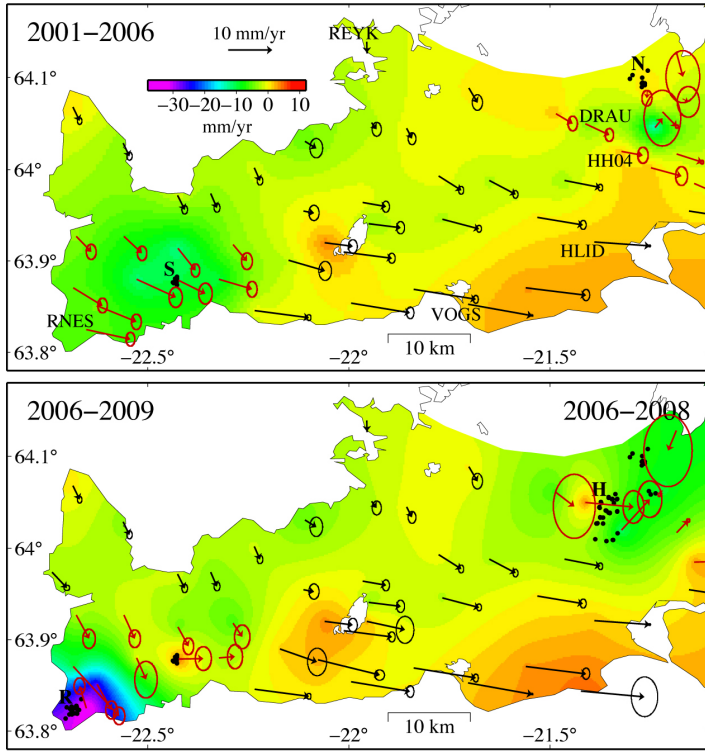 2001−2006
10 mm/yr
REYK
−30 −20 −10 0 10
mm/yr
N
DRAU
HH04
HLID
S
RNES
VOGS
10 km
64.1°
64°
63.9°
63.8°
−22.5° −22° −21.5°
2006−2009
2006−2008
REYK
H
R
10 km
64.1°
64°
63.9°
63.8°
−22.5° −22° −21.5°